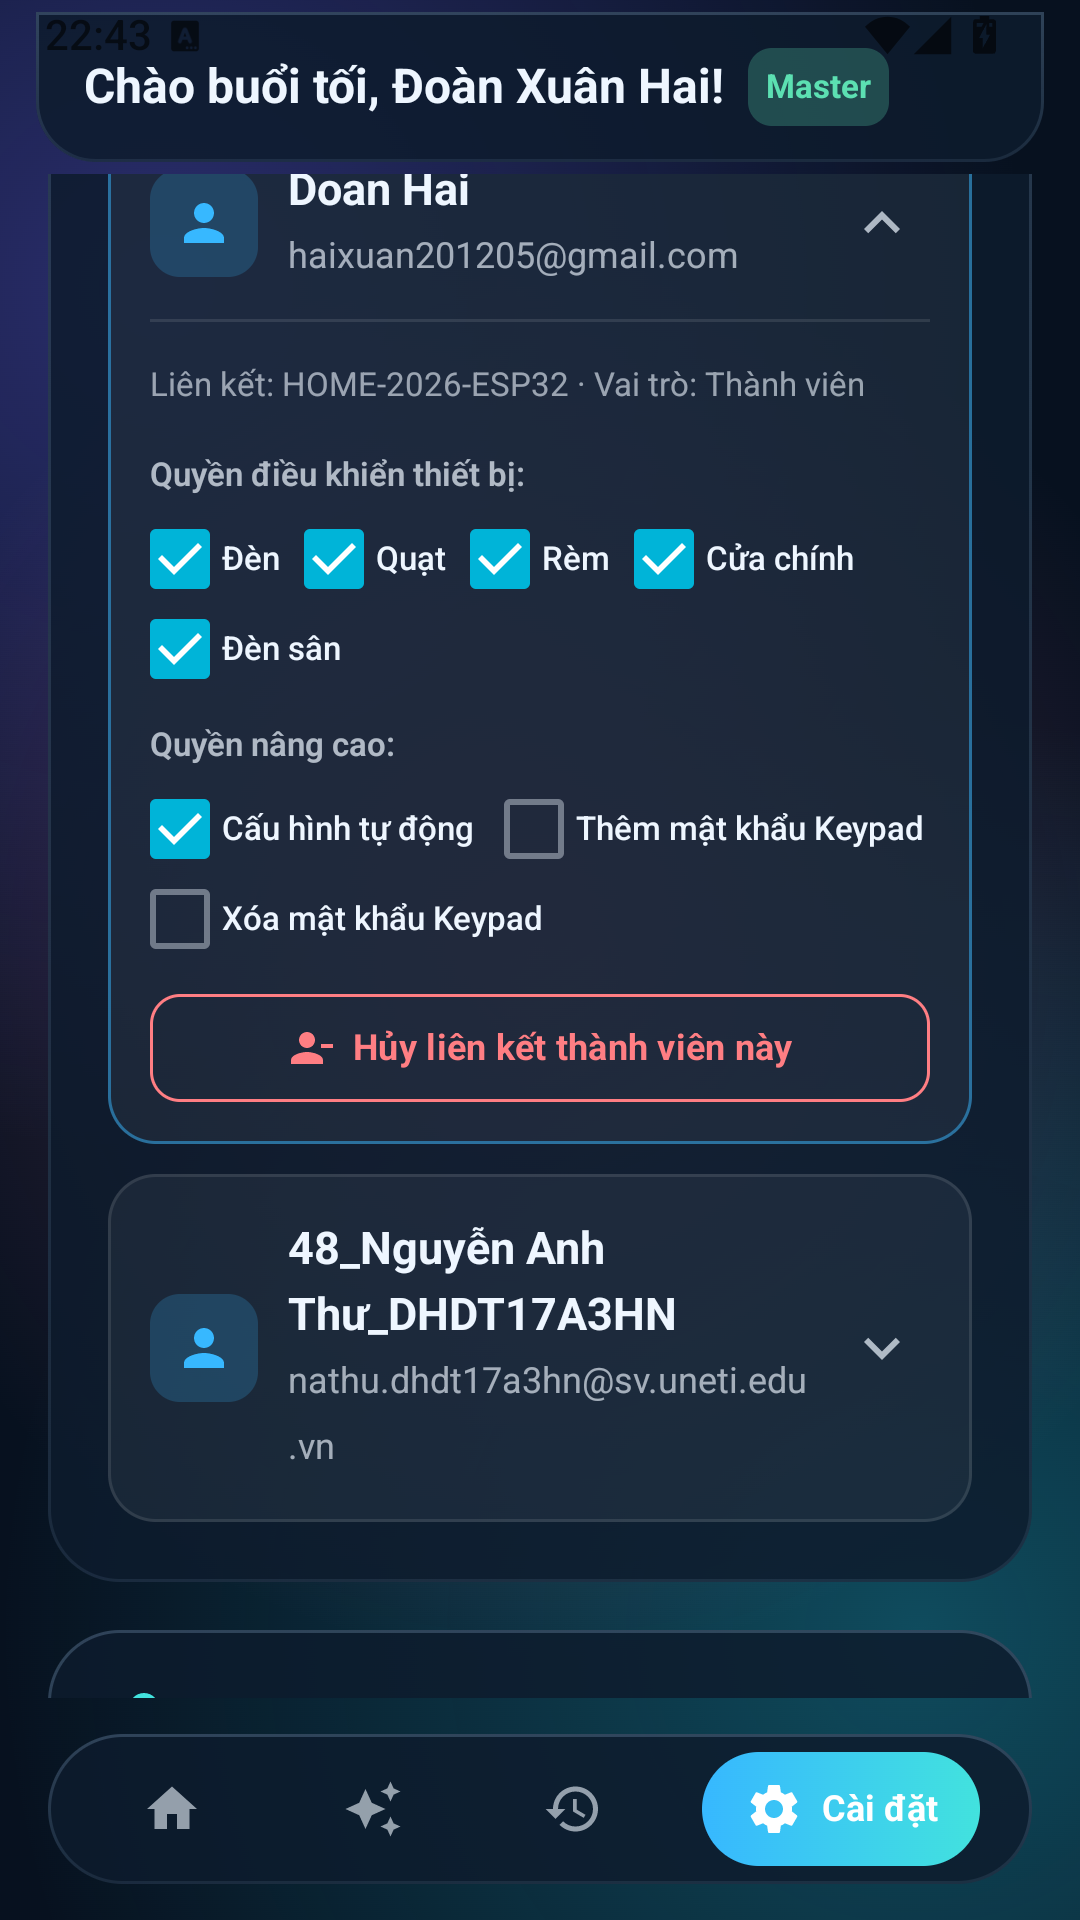 22:43
Chào buổi tối, Đoàn Xuân Hai!
Master
Doan Hai
haixuan201205@gmail.com
Liên kết: HOME-2026-ESP32 · Vai trò: Thành viên
Quyền điều khiển thiết bị:
Đèn Quạt Rèm Cửa chính
Đèn sân
Quyền nâng cao:
Cấu hình tự động Thêm mật khẩu Keypad
Xóa mật khẩu Keypad
Hủy liên kết thành viên này
48_Nguyễn Anh
Thư_DHDT17A3HN
nathu.dhdt17a3hn@sv.uneti.edu
.vn
Cài đặt